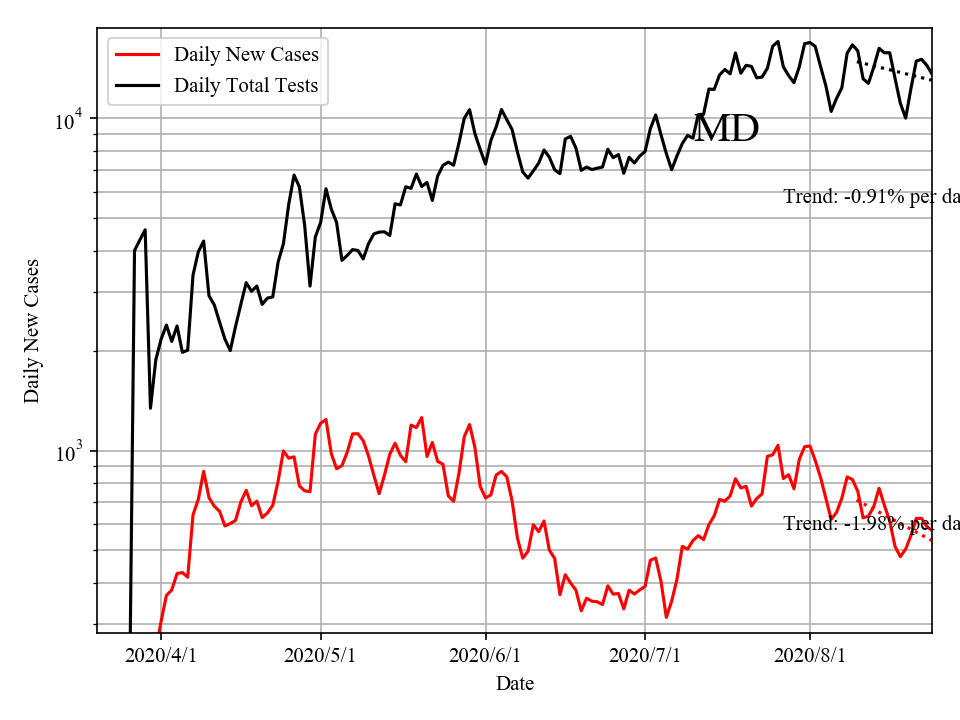 Daily New Cases
Daily Total Tests
10^4
MD
Trend: -0.91% per da
Daily New Cases
10^3
Trend: -1.98% per da
2020/4/1 2020/5/1 2020/6/1 2020/7/1 2020/8/1
Date